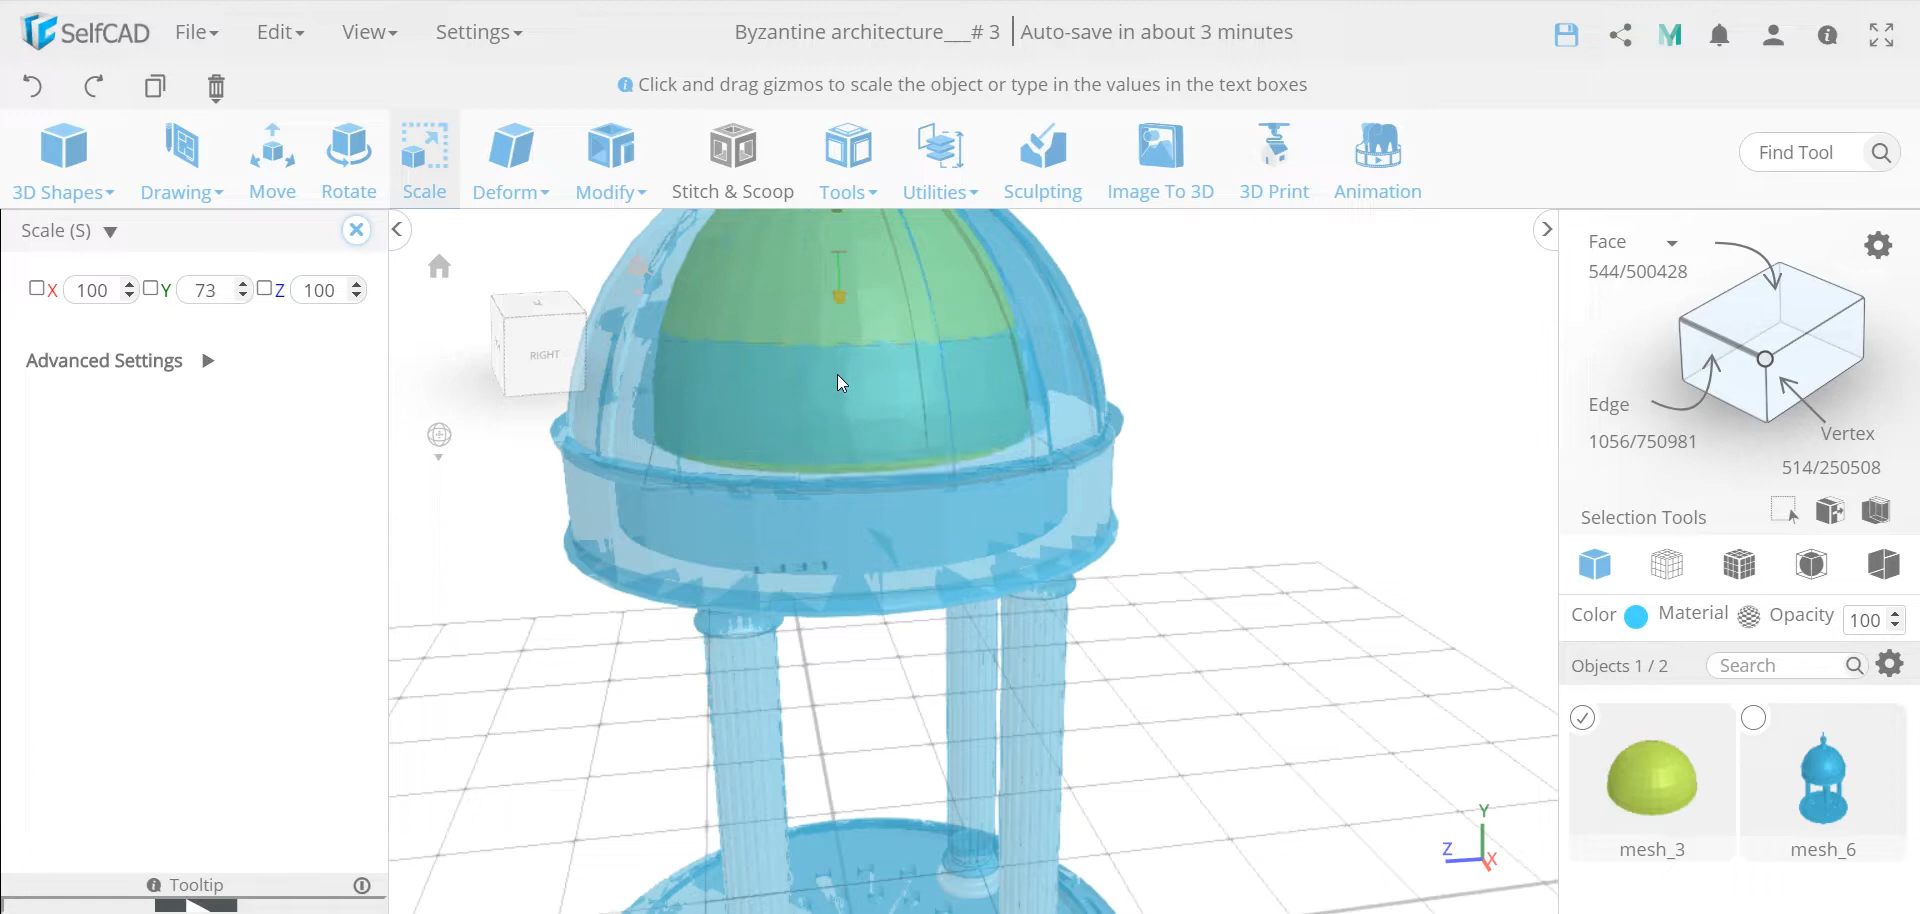 SelfCAD File Edit View Settings Byzantine architecture___# 3 Auto-save in about 3 minutes
Click and drag gizmos to scale the object or type in the values in the text boxes
3D Shapes Drawing Move Rotate Scale Deform Modify Stitch & Scoop Tools Utilities Sculpting Image To 3D 3D Print Animation Find Tool
Scale (S)
X 100 Y 73 Z 100
Advanced Settings
RIGHT
LEFT
Face
544/500428
Edge
1056/750981
Vertex
514/250508
Selection Tools
Color Material Opacity 100
Objects 1 / 2 Search
mesh_3 mesh_6
Y
Z X
Tooltip